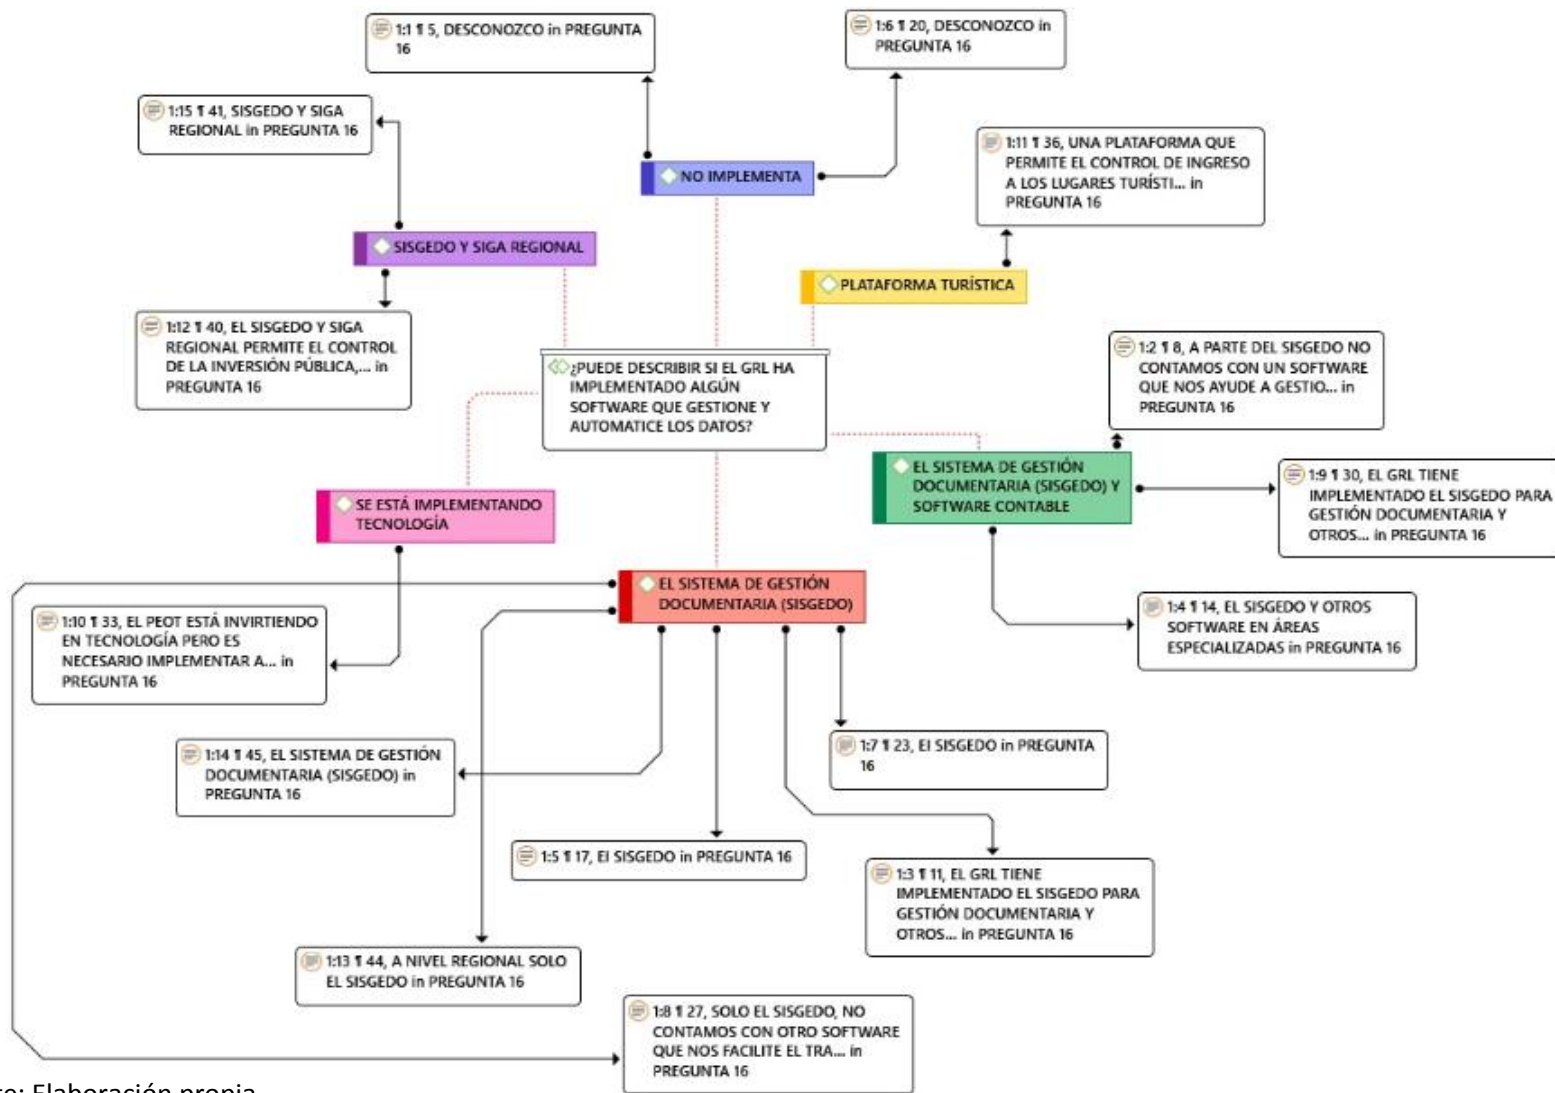 1:1 ¶ 5, DESCONOZCO in PREGUNTA
16
1:6 ¶ 20, DESCONOZCO in
PREGUNTA 16
1:15 ¶ 41, SISGEDO Y SIGA
REGIONAL in PREGUNTA 16
1:11 ¶ 36, UNA PLATAFORMA QUE
PERMITE EL CONTROL DE INGRESO
A LOS LUGARES TURÍSTI... in
PREGUNTA 16
NO IMPLEMENTA
SISGEDO Y SIGA REGIONAL
PLATAFORMA TURÍSTICA
1:12 ¶ 40, EL SISGEDO Y SIGA
REGIONAL PERMITE EL CONTROL
DE LA INVERSIÓN PÚBLICA,... in
PREGUNTA 16
¿PUEDE DESCRIBIR SI EL GRL HA
IMPLEMENTADO ALGÚN
SOFTWARE QUE GESTIONE Y
AUTOMATICE LOS DATOS?
1:2 ¶ 8, A PARTE DEL SISGEDO NO
CONTAMOS CON UN SOFTWARE
QUE NOS AYUDE A GESTIO... in
PREGUNTA 16
EL SISTEMA DE GESTIÓN
DOCUMENTARIA (SISGEDO) Y
SOFTWARE CONTABLE
1:9 ¶ 30, EL GRL TIENE
IMPLEMENTADO EL SISGEDO PARA
GESTIÓN DOCUMENTARIA Y
OTROS... in PREGUNTA 16
SE ESTÁ IMPLEMENTANDO
TECNOLOGÍA
EL SISTEMA DE GESTIÓN
DOCUMENTARIA (SISGEDO)
1:4 ¶ 14, EL SISGEDO Y OTROS
SOFTWARE EN ÁREAS
ESPECIALIZADAS in PREGUNTA 16
1:10 ¶ 33, EL PEOT ESTÁ INVIRTIENDO
EN TECNOLOGÍA PERO ES
NECESARIO IMPLEMENTAR A... in
PREGUNTA 16
1:14 ¶ 45, EL SISTEMA DE GESTIÓN
DOCUMENTARIA (SISGEDO) in
PREGUNTA 16
1:7 ¶ 23, El SISGEDO in PREGUNTA
16
1:5 ¶ 17, El SISGEDO in PREGUNTA 16
1:3 ¶ 11, EL GRL TIENE
IMPLEMENTADO EL SISGEDO PARA
GESTIÓN DOCUMENTARIA Y
OTROS... in PREGUNTA 16
1:13 ¶ 44, A NIVEL REGIONAL SOLO
EL SISGEDO in PREGUNTA 16
1:8 ¶ 27, SOLO EL SISGEDO, NO
CONTAMOS CON OTRO SOFTWARE
QUE NOS FACILITE EL TRA... in
PREGUNTA 16
Elaboración propia